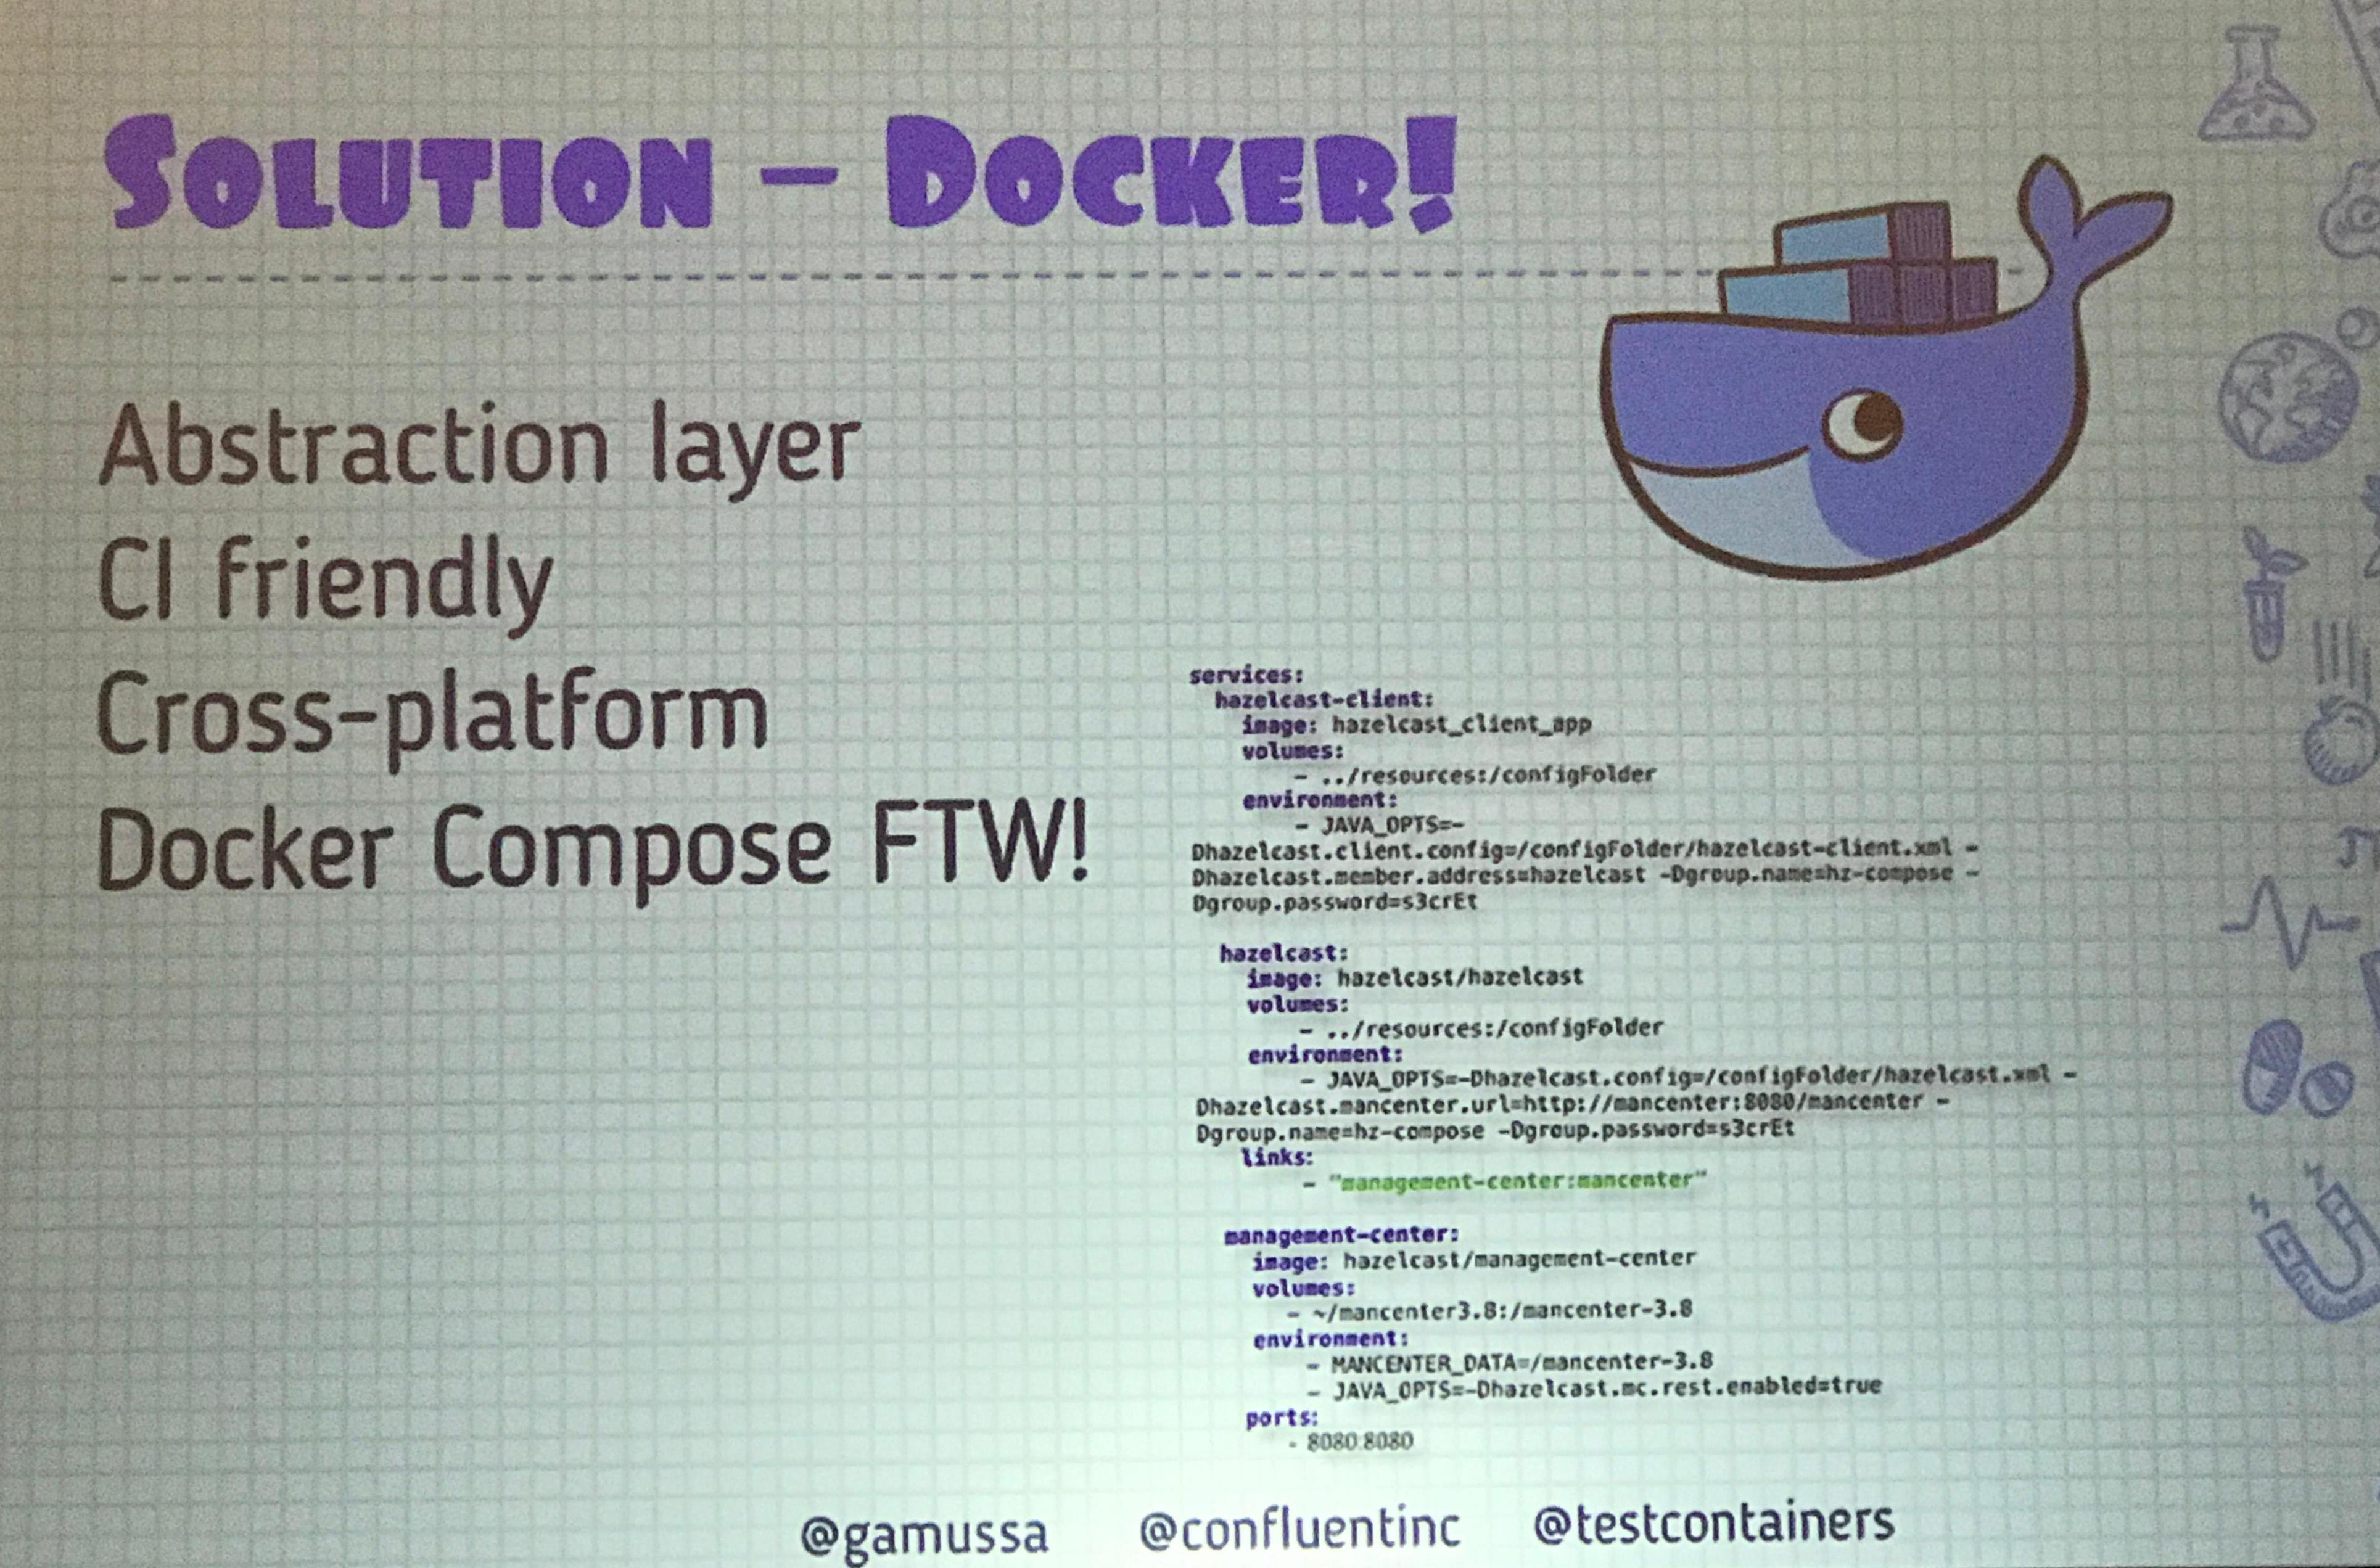 SOLUTION – DOCKER!
Abstraction layer
CI friendly
Cross-platform
Docker Compose FTW!
services:
hazelcast-client:
image: hazelcast_client_app
volumes:
- ../resources:/configFolder
environment:
- JAVA_OPTS=-
Dhazelcast.client.config=/configFolder/hazelcast-client.xml -
Dhazelcast.member.address=hazelcast -Dgroup.name=hz-compose -
Dgroup.password=s3crEt
hazelcast:
image: hazelcast/hazelcast
volumes:
- ../resources:/configFolder
environment:
- JAVA_OPTS=-Dhazelcast.config=/configFolder/hazelcast.xml -
Dhazelcast.mancenter.url=http://mancenter:8080/mancenter -
Dgroup.name=hz-compose -Dgroup.password=s3crEt
links:
- "management-center:mancenter"
management-center:
image: hazelcast/management-center
volumes:
- ~/mancenter3.8:/mancenter-3.8
environment:
- MANCENTER_DATA=/mancenter-3.8
- JAVA_OPTS=-Dhazelcast.mc.rest.enabled=true
ports:
- 8080:8080
@gamussa @confluentinc @testcontainers